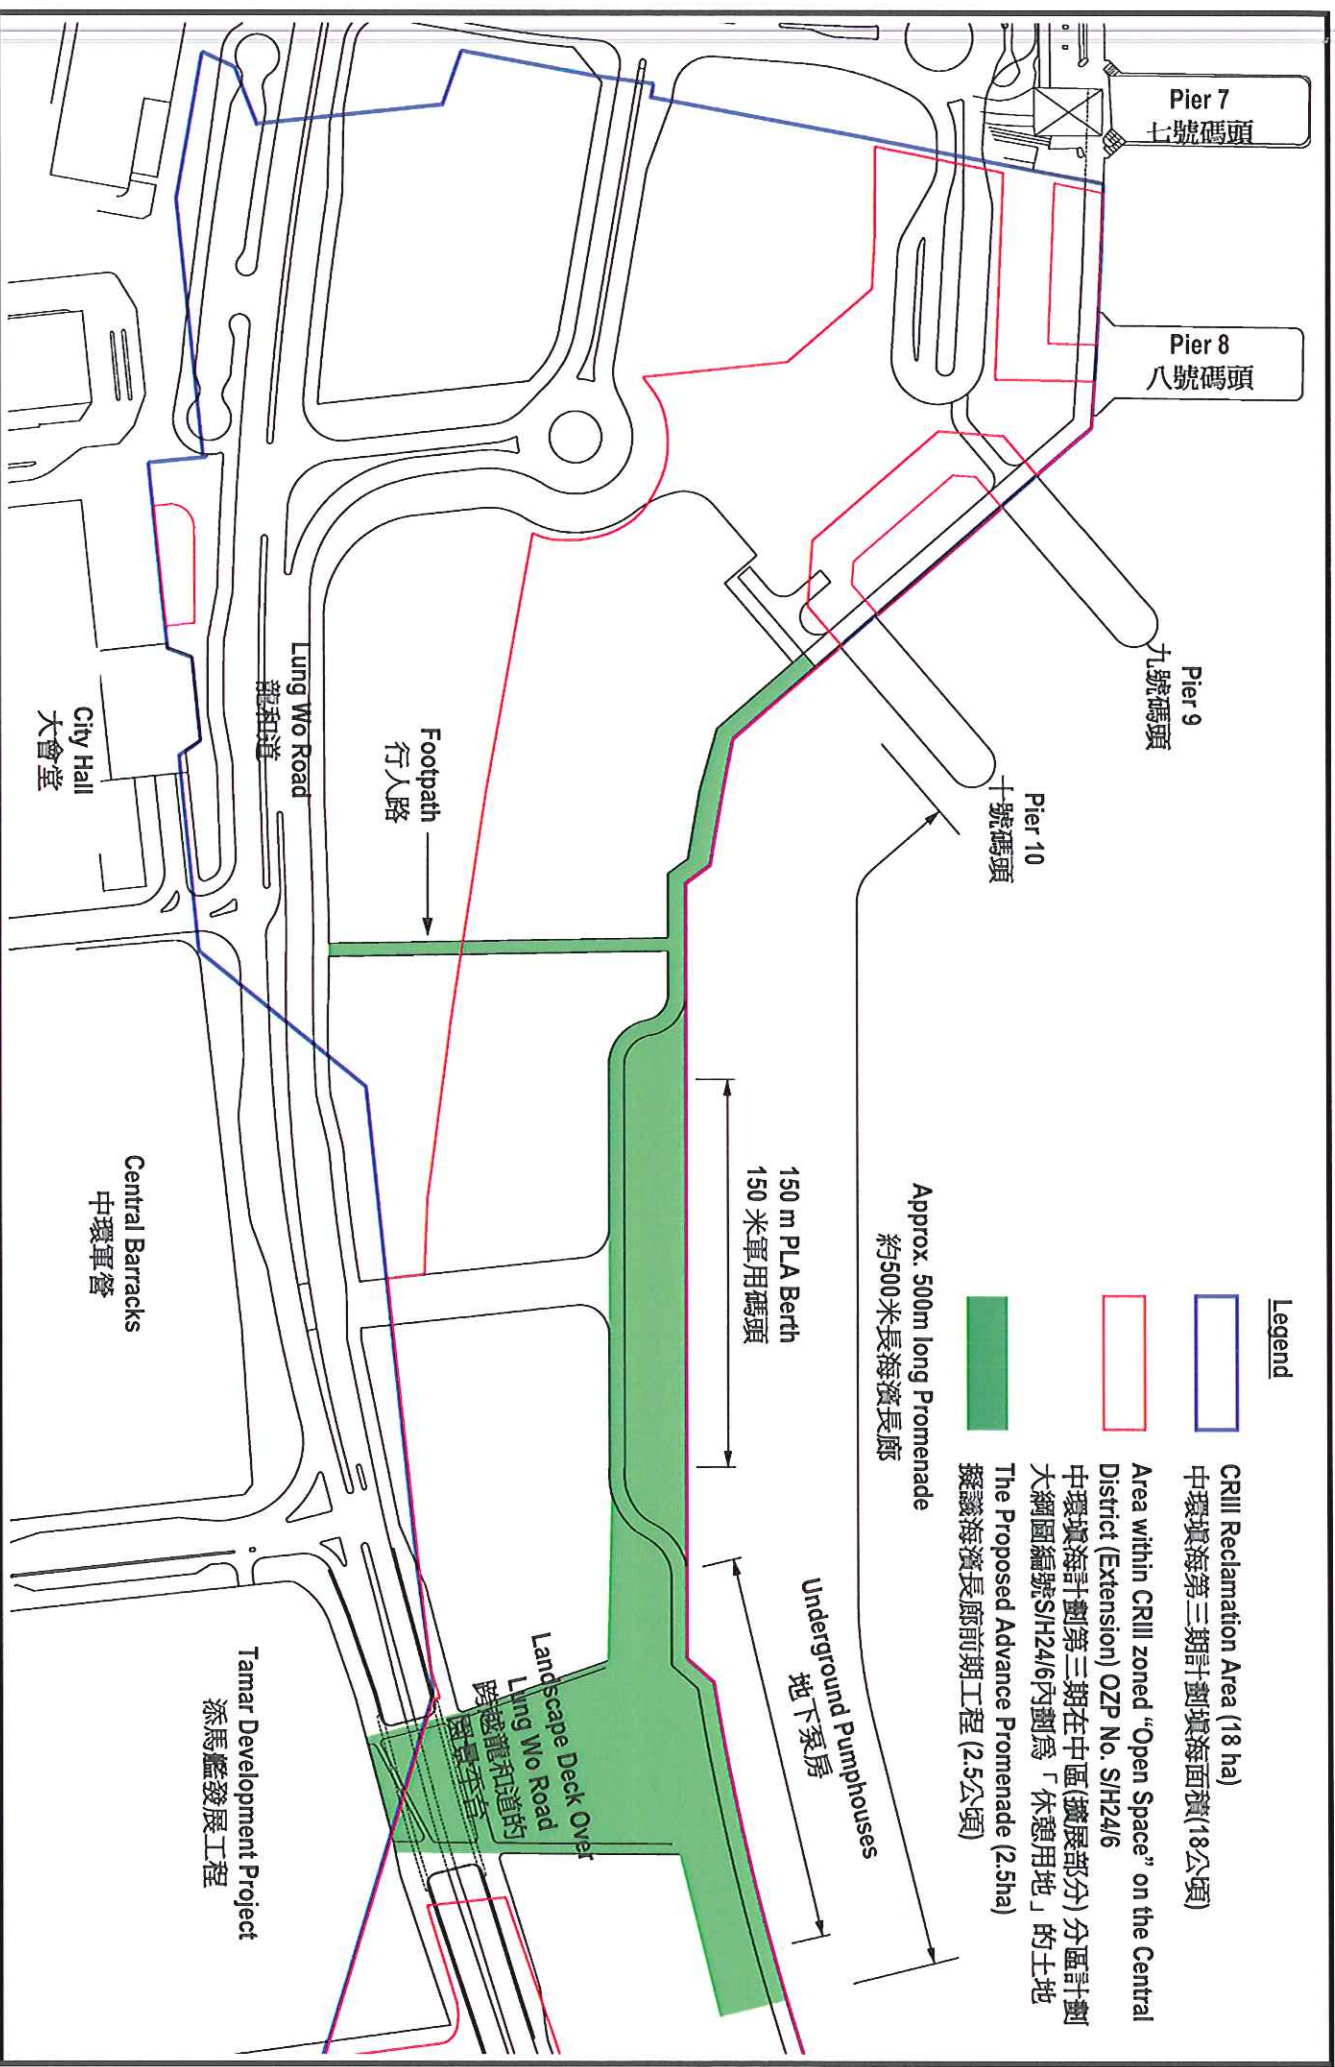 Legend
CRIII Reclamation Area (18 ha)
中環填海第三期計劃填海面積(18公頃)
Area within CRIII zoned “Open Space” on the Central
District (Extension) OZP No. S/H24/6
中環填海計劃第三期在中區(擴展部分)分區計劃
大綱圖編號S/H24/6內劃為「休憩用地」的土地
The Proposed Advance Promenade (2.5ha)
擬議海濱長廊前期工程 (2.5公頃)
Pier 7
七號碼頭
Pier 8
八號碼頭
Pier 9
九號碼頭
Pier 10
十號碼頭
Approx. 500m long Promenade
約500米長海濱長廊
150 m PLA Berth
150 米軍用碼頭
Underground Pumphouses
地下泵房
Footpath
行人路
Landscape Deck Over
Lung Wo Road
跨越龍和道的
園景平台
Lung Wo Road
龍和道
City Hall
大會堂
Central Barracks
中環軍營
Tamar Development Project
添馬艦發展工程